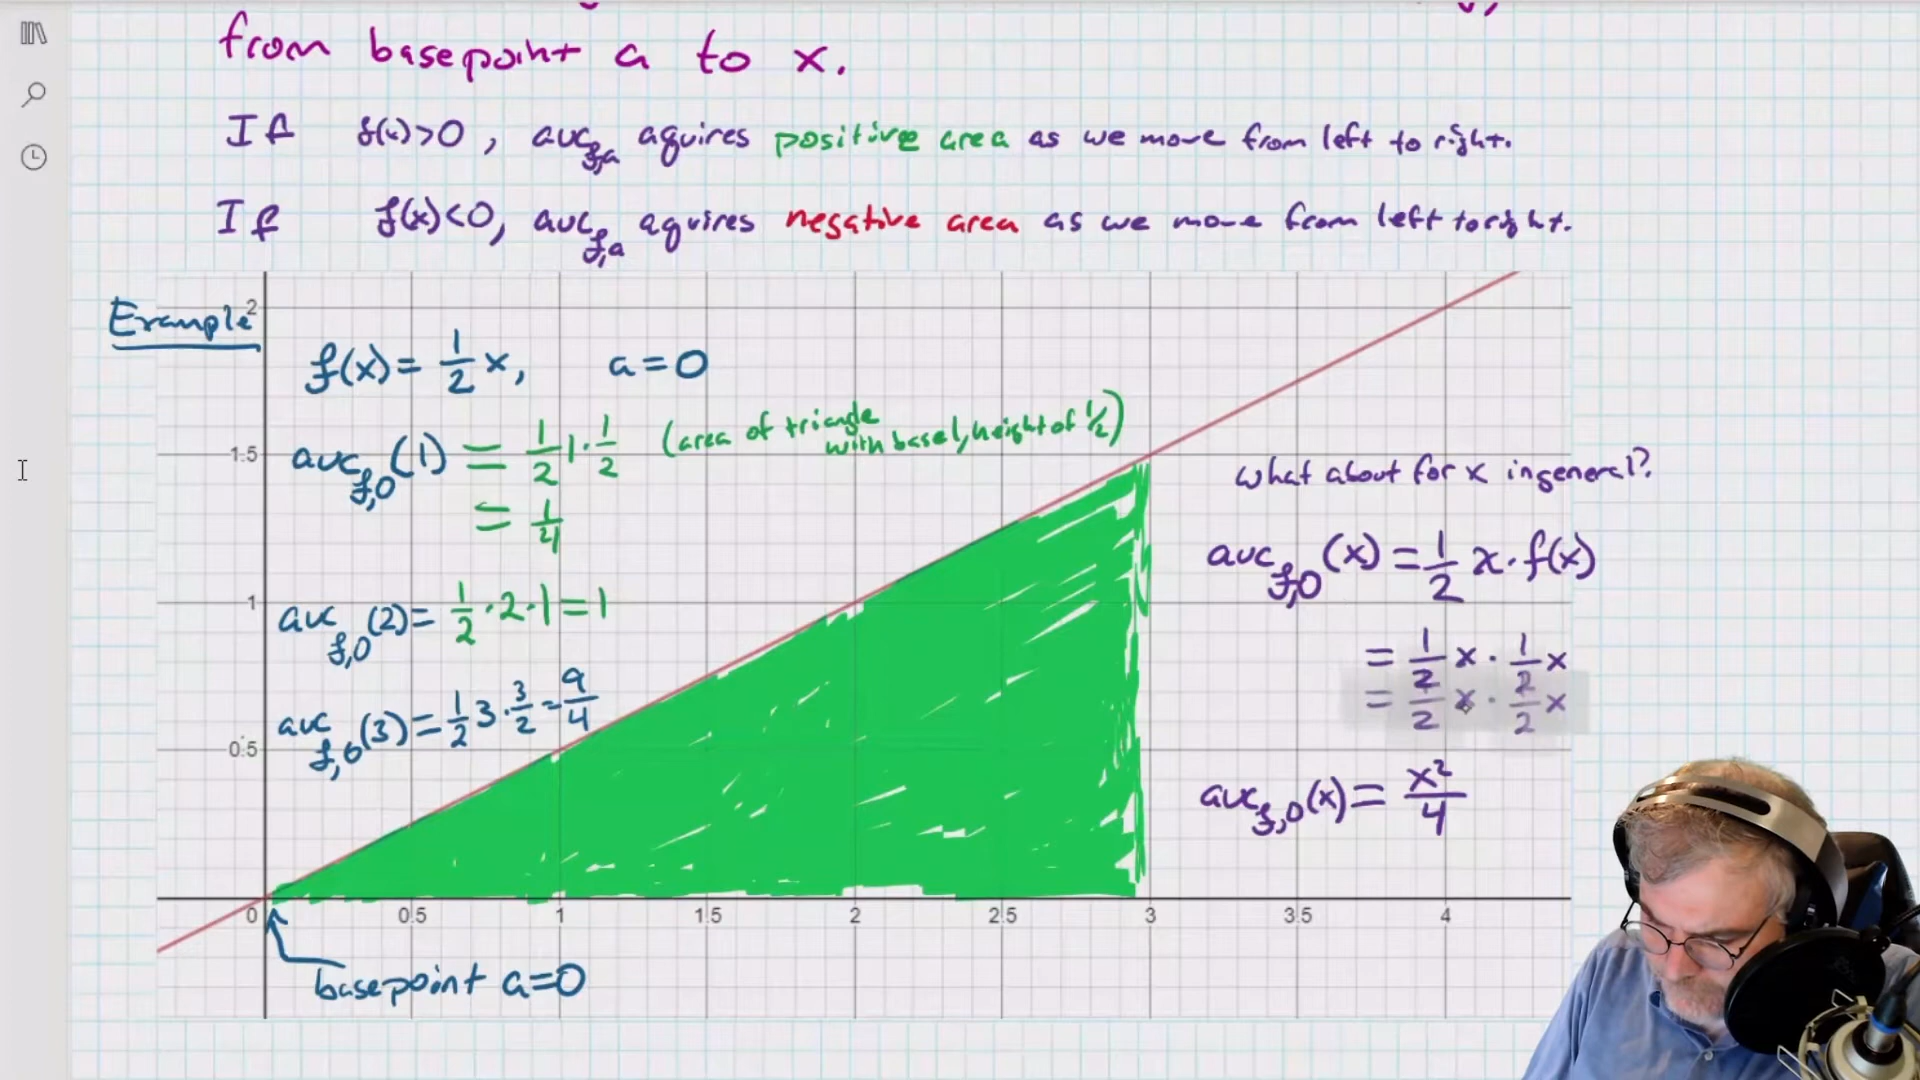 from basepoint a to x.
If f(x)>0, auc_f,a aquires positive area as we move from left to right.
If f(x)<0, auc_f,a aquires negative area as we move from left to right.
Example
f(x) = 1/2 x, a = 0
auc_f,0 (1) = 1/2 1 · 1/2 (area of triangle
with base 1, height of 1/2)
= 1/4
auc_f,0 (2) = 1/2 · 2 · 1 = 1
auc_f,0 (3) = 1/2 3 · 3/2 = 9/4
what about for x in general?
auc_f,0 (x) = 1/2 x · f(x)
= 1/2 x · 1/2 x
= 1/2 x · 1/2 x
auc_f,0 (x) = x²/4
2
1.5
1
0.5
0 0.5 1 1.5 2 2.5 3 3.5 4
basepoint a=0